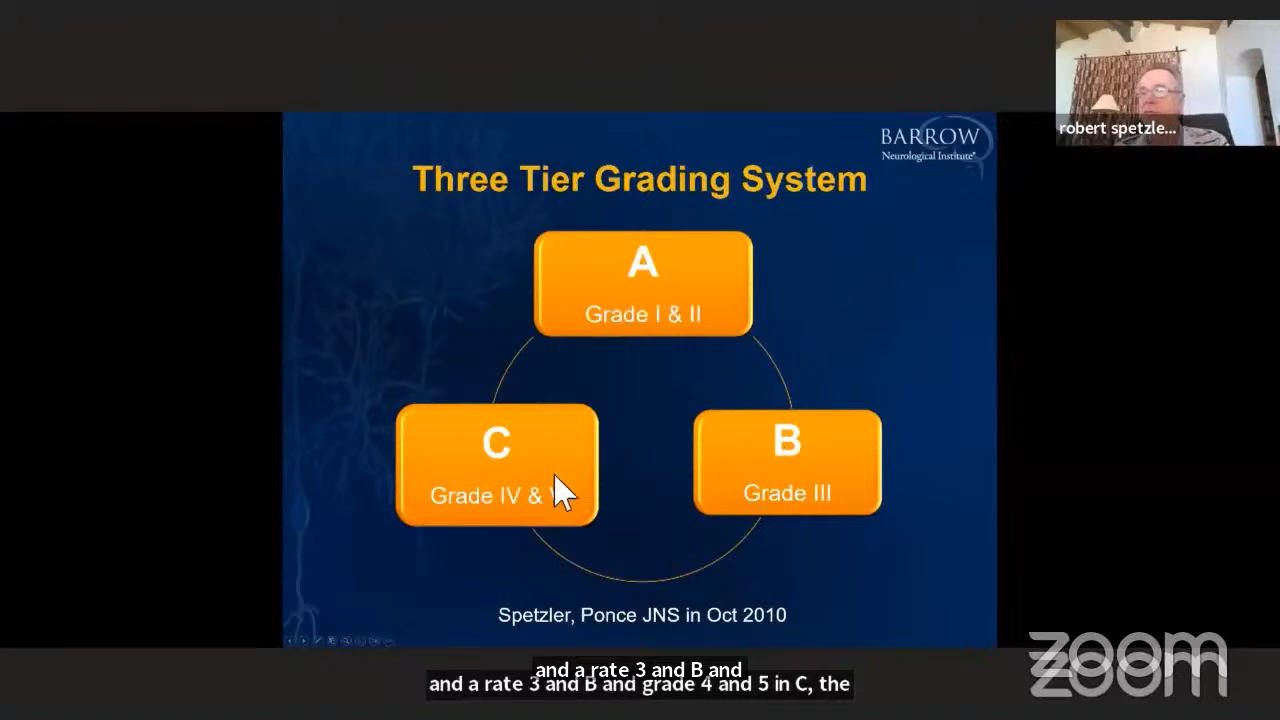 robert spetzle...
BARROW
Neurological Institute®
Three Tier Grading System
A
Grade I & II
C
Grade IV &
B
Grade III
Spetzler, Ponce JNS in Oct 2010
and a rate 3 and B and
and a rate 3 and B and grade 4 and 5 in C, the
zoom